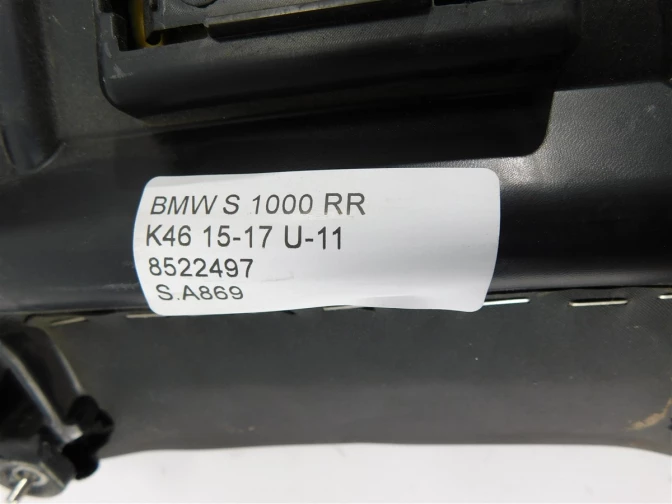 BMW S 1000 RR
K46 15-17 U-11
8522497
S.A869